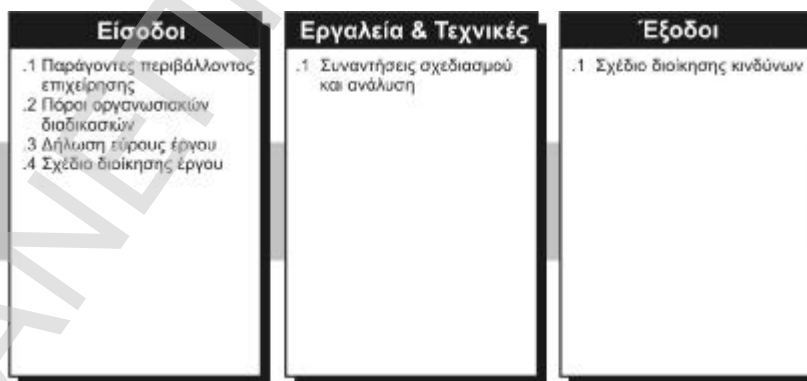 Είσοδοι
.1 Παράγοντες περιβάλλοντος
επιχείρησης
.2 Πόροι οργανωσιακών
διαδικασιών
.3 Δήλωση εύρους έργου
.4 Σχέδιο διοίκησης έργου
Εργαλεία & Τεχνικές
.1 Συναντήσεις σχεδιασμού
και ανάλυση
Έξοδοι
.1 Σχέδιο διοίκησης κινδύνων